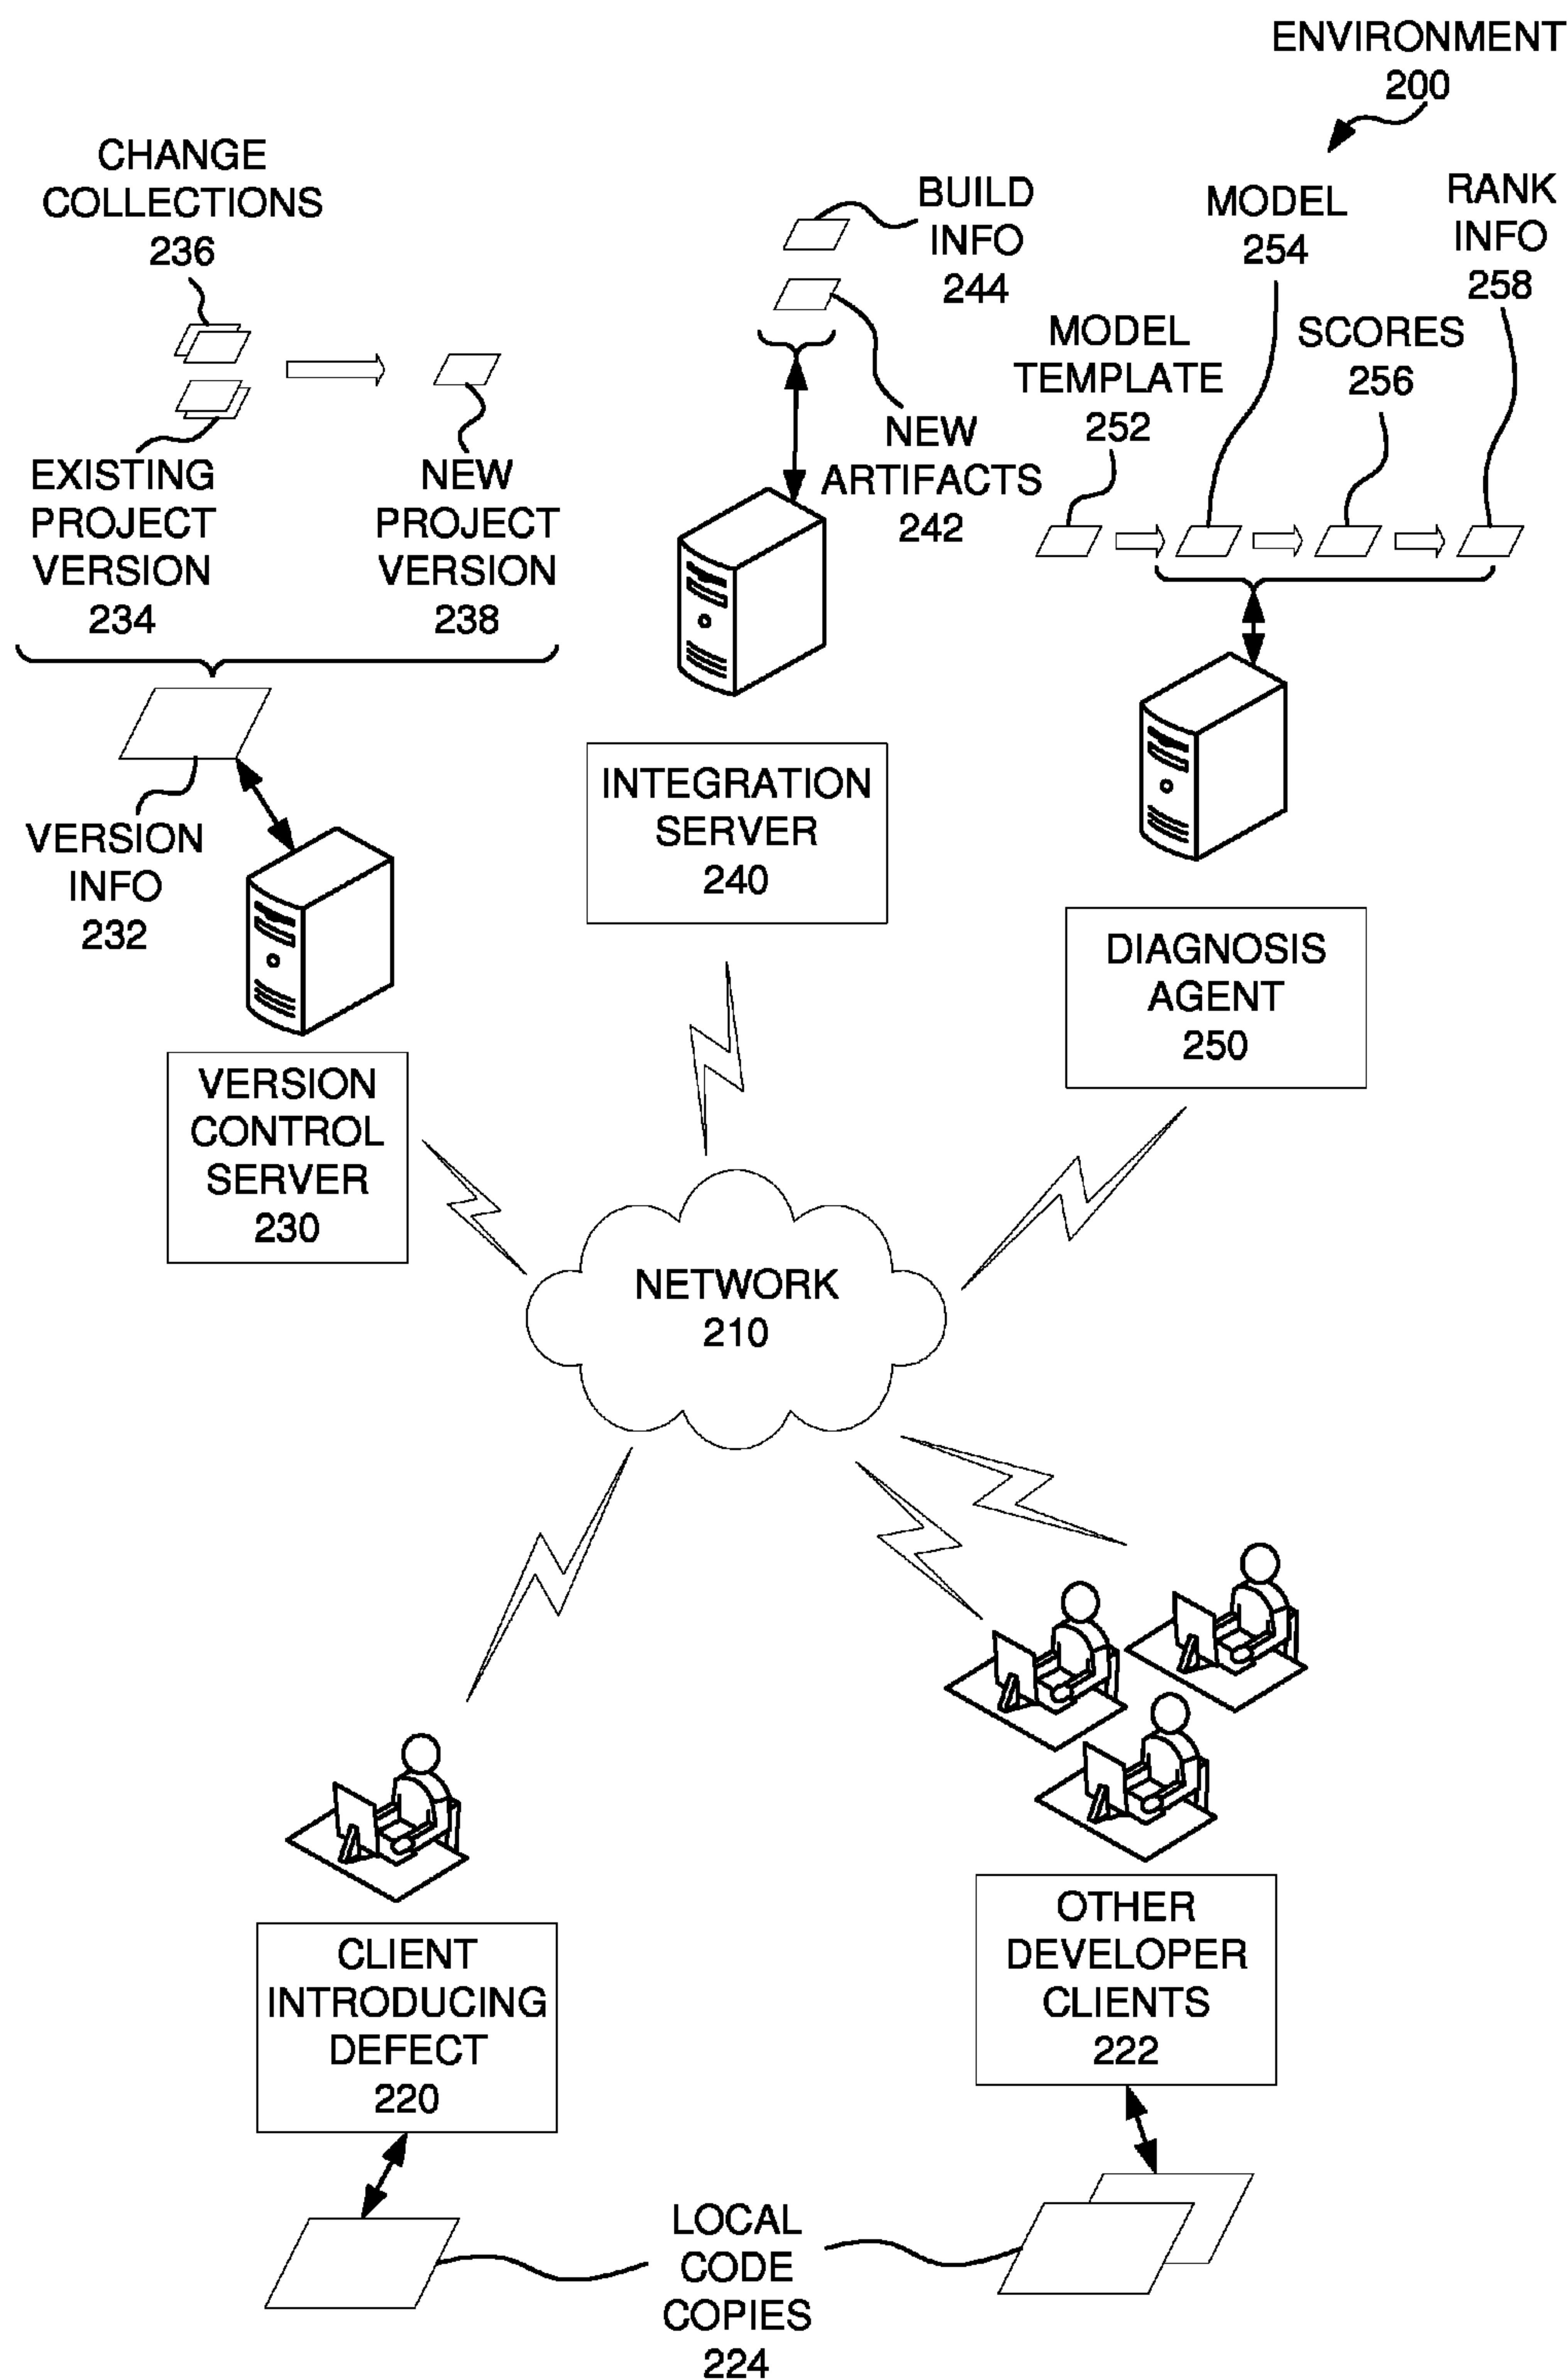 ENVIRONMENT
200
CHANGE
COLLECTIONS
236
BUILD
INFO
244
MODEL
254
RANK
INFO
258
MODEL
TEMPLATE
252
SCORES
256
NEW
ARTIFACTS
242
EXISTING
PROJECT
VERSION
234
NEW
PROJECT
VERSION
238
VERSION
INFO
232
INTEGRATION
SERVER
240
DIAGNOSIS
AGENT
250
VERSION
CONTROL
SERVER
230
NETWORK
210
CLIENT
INTRODUCING
DEFECT
220
OTHER
DEVELOPER
CLIENTS
222
LOCAL
CODE
COPIES
224